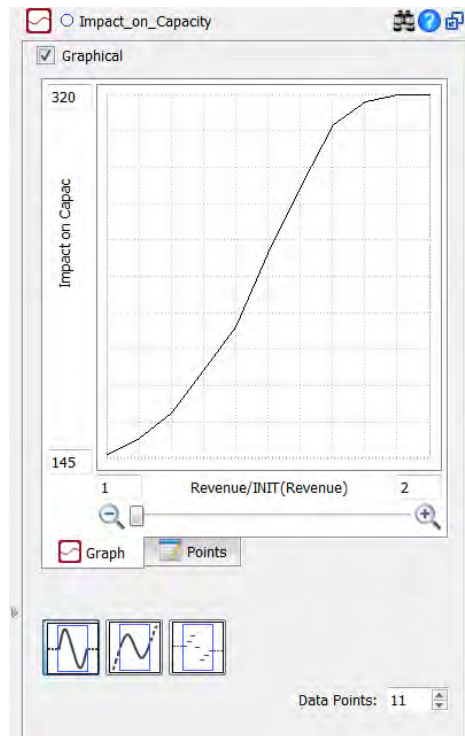 Impact_on_Capacity
Graphical
320
Impact on Capac
145
1 Revenue/INIT(Revenue) 2
Graph Points
Data Points: 11